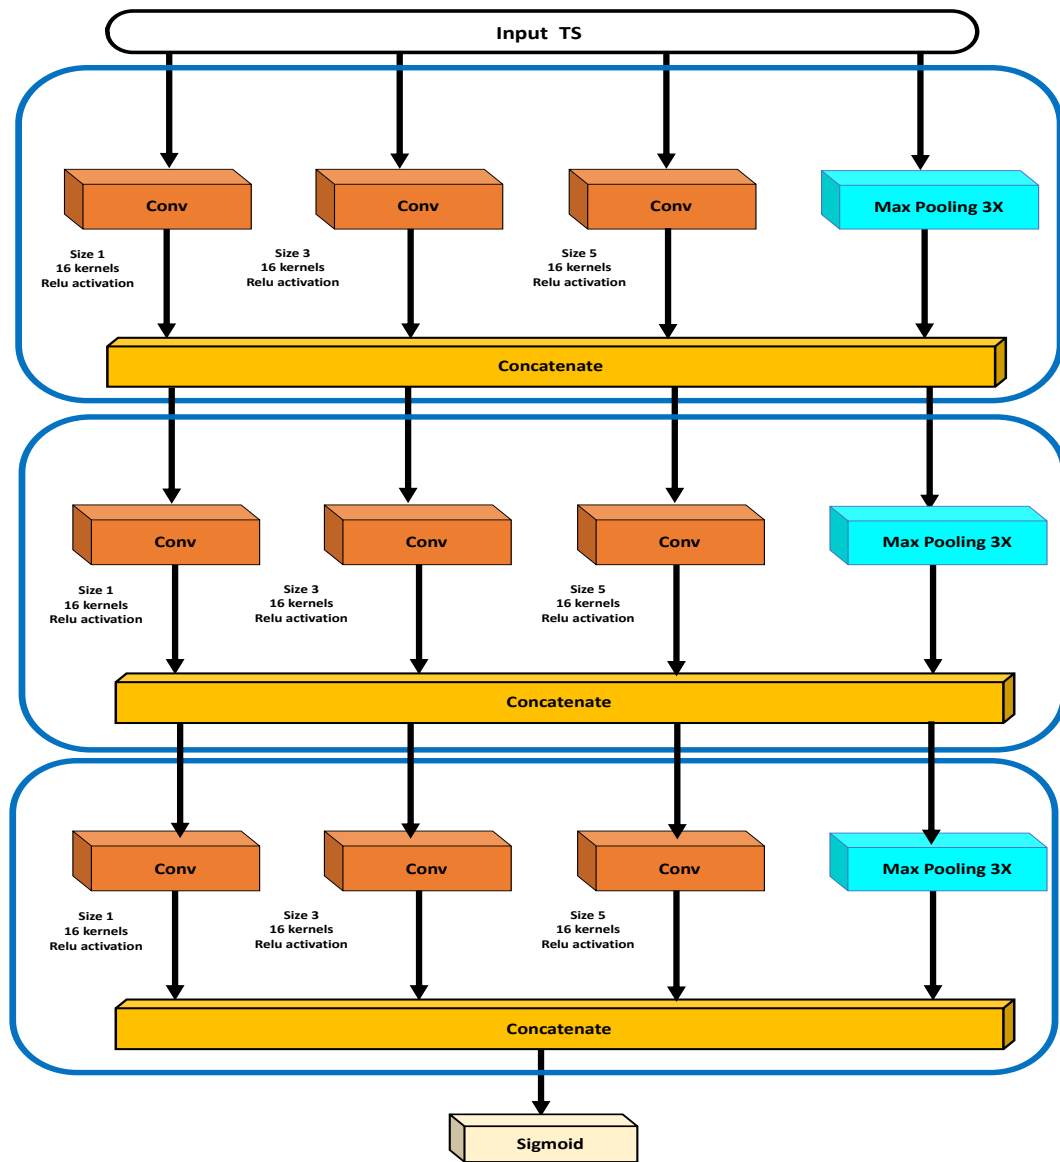 Input TS
Conv
Conv
Conv
Max Pooling 3X
Size 1
16 kernels
Relu activation
Size 3
16 kernels
Relu activation
Size 5
16 kernels
Relu activation
Concatenate
Conv
Conv
Conv
Max Pooling 3X
Size 1
16 kernels
Relu activation
Size 3
16 kernels
Relu activation
Size 5
16 kernels
Relu activation
Concatenate
Conv
Conv
Conv
Max Pooling 3X
Size 1
16 kernels
Relu activation
Size 3
16 kernels
Relu activation
Size 5
16 kernels
Relu activation
Concatenate
Sigmoid